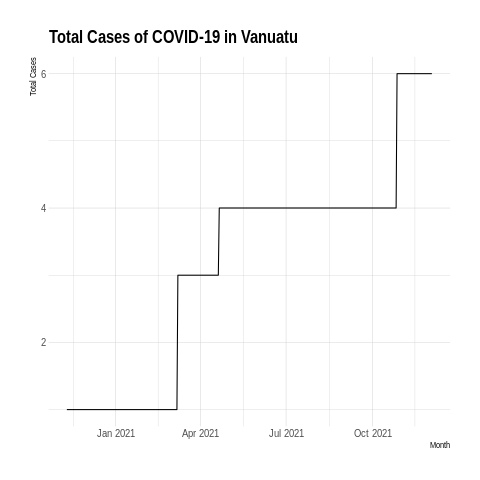 Total Cases of COVID-19 in Vanuatu
Total Cases
6
4
2
Jan 2021
Apr 2021
Jul 2021
Oct 2021
Month